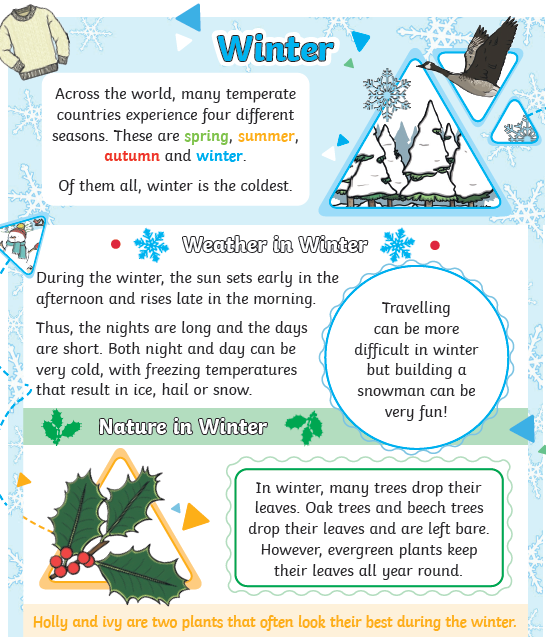 Winter
Across the world, many temperate
countries experience four different
seasons. These are spring, summer,
autumn and winter.
Of them all, winter is the coldest.
Weather in Winter
During the winter, the sun sets early in the
afternoon and rises late in the morning.
Thus, the nights are long and the days
are short. Both night and day can be
very cold, with freezing temperatures
that result in ice, hail or snow.
Travelling
can be more
difficult in winter
but building a
snowman can be
very fun!
Nature in Winter
In winter, many trees drop their
leaves. Oak trees and beech trees
drop their leaves and are left bare.
However, evergreen plants keep
their leaves all year round.
Holly and ivy are two plants that often look their best during the winter.